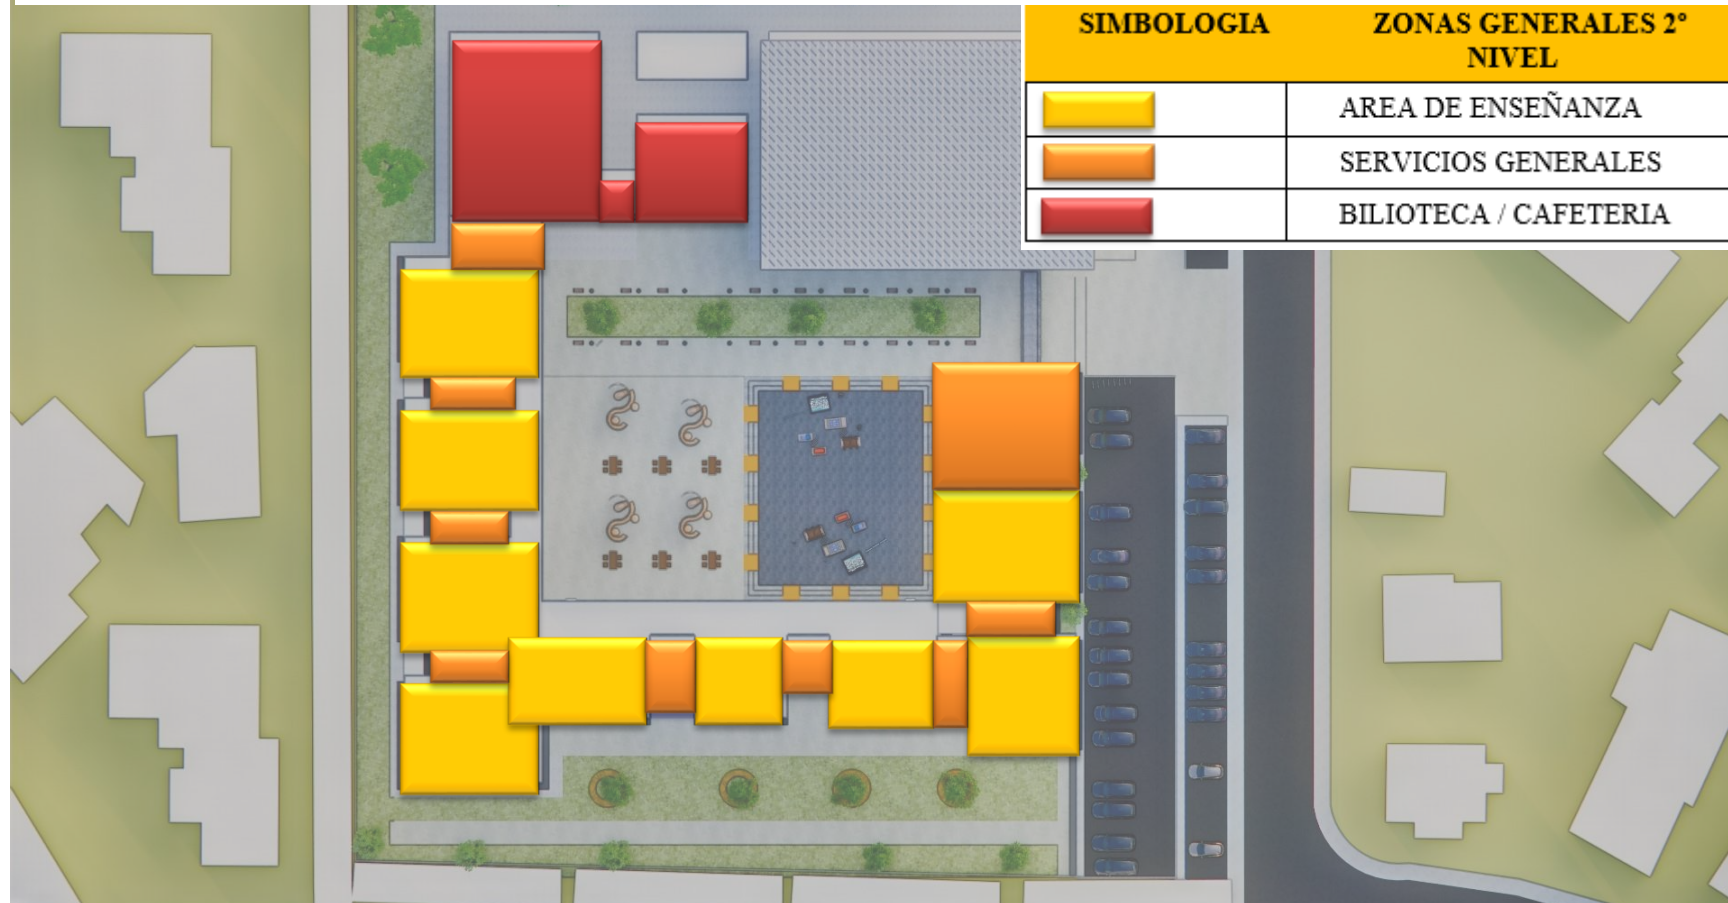 SIMBOLOGIA
ZONAS GENERALES 2°
NIVEL
AREA DE ENSEÑANZA
SERVICIOS GENERALES
BILIOTECA / CAFETERIA